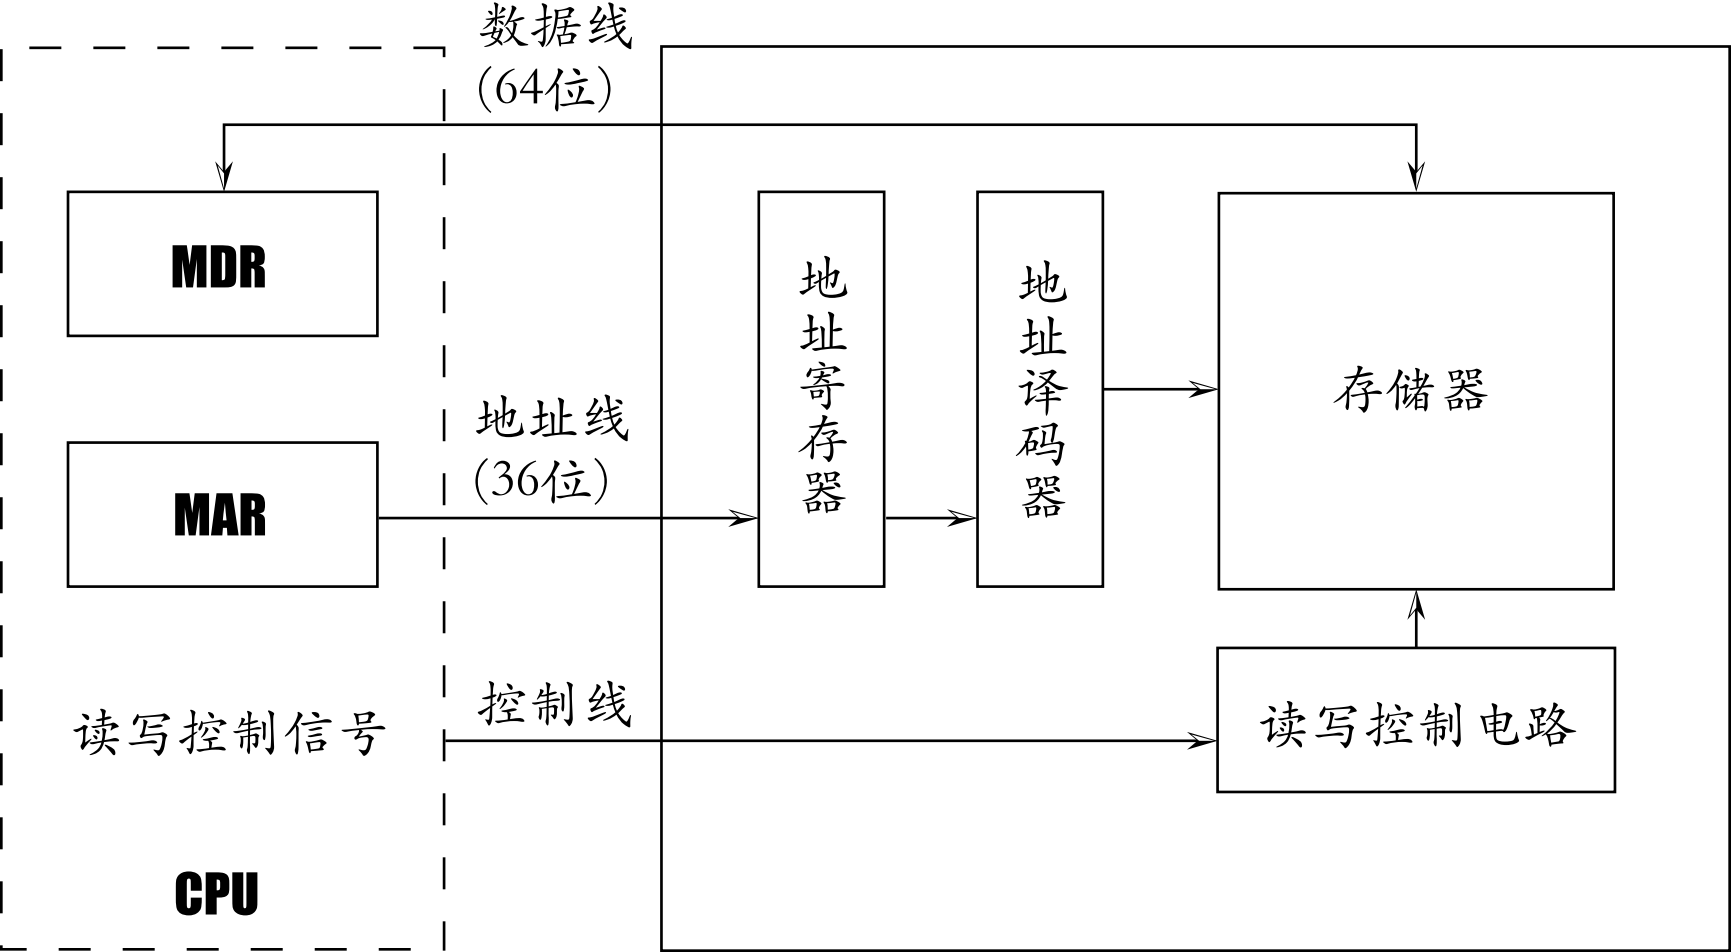 数据线
(64位)
MDR
地址寄存器
地址译码器
存储器
地址线
(36位)
MAR
控制线
读写控制信号
读写控制电路
CPU